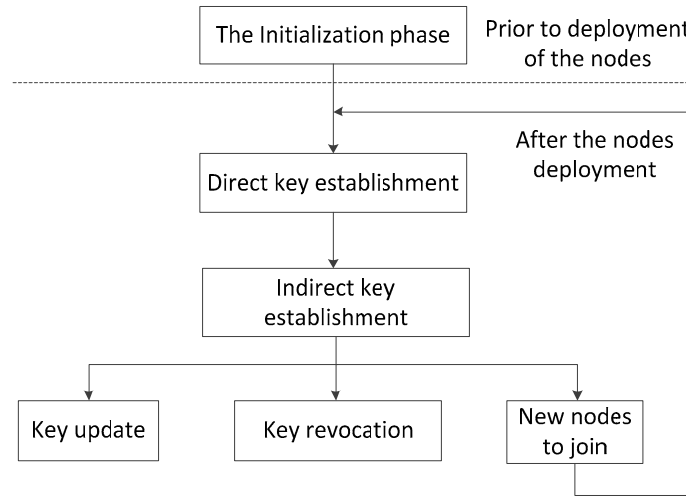 The Initialization phase
Prior to deployment
of the nodes
After the nodes
deployment
Direct key establishment
Indirect key
establishment
Key update
Key revocation
New nodes
to join